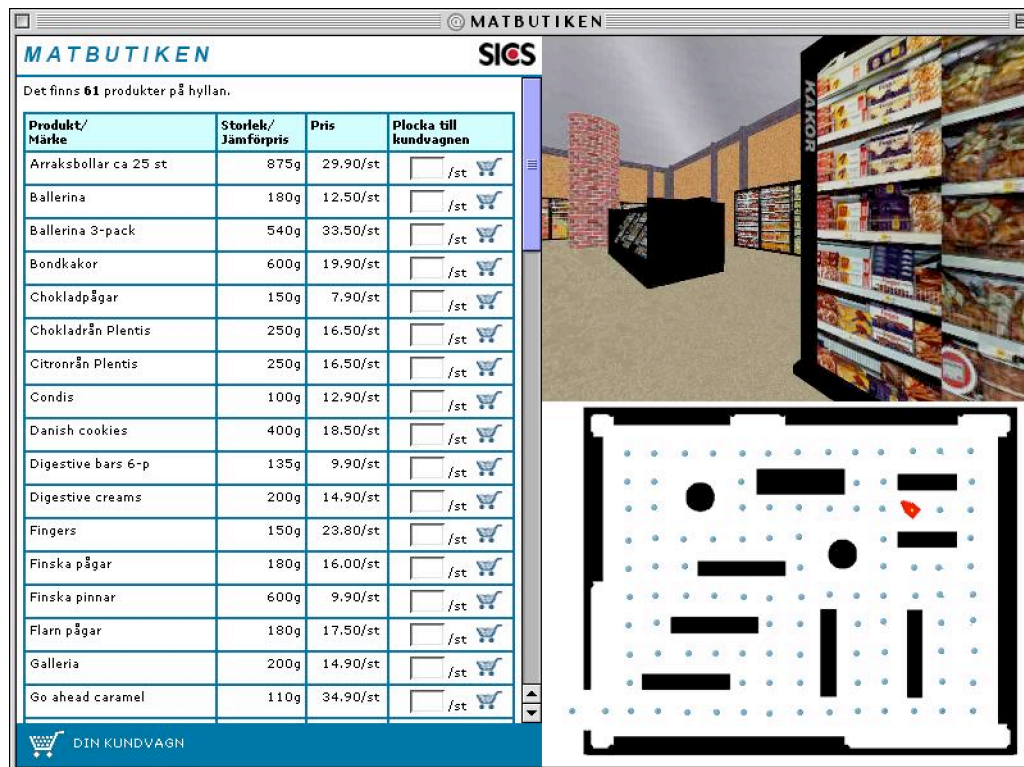 @ MATBUTIKEN
MATBUTIKEN
SICS
Det finns 61 produkter på hyllan.
Produkt/ Storlek/ Pris Plocka till
Märke Jämförpris kundvagnen
Arraksbollar ca 25 st 875g 29.90/st /st
Ballerina 180g 12.50/st /st
Ballerina 3-pack 540g 33.50/st /st
Bondkakor 600g 19.90/st /st
Chokladpågar 150g 7.90/st /st
Chokladrån Plentis 250g 16.50/st /st
Citronrån Plentis 250g 16.50/st /st
Condis 100g 12.90/st /st
Danish cookies 400g 18.50/st /st
Digestive bars 6-p 135g 9.90/st /st
Digestive creams 200g 14.90/st /st
Fingers 150g 23.80/st /st
Finska pågar 180g 16.00/st /st
Finska pinnar 600g 9.90/st /st
Flarn pågar 180g 17.50/st /st
Galleria 200g 14.90/st /st
Go ahead caramel 110g 34.90/st /st
DIN KUNDVAGN
KAKOR